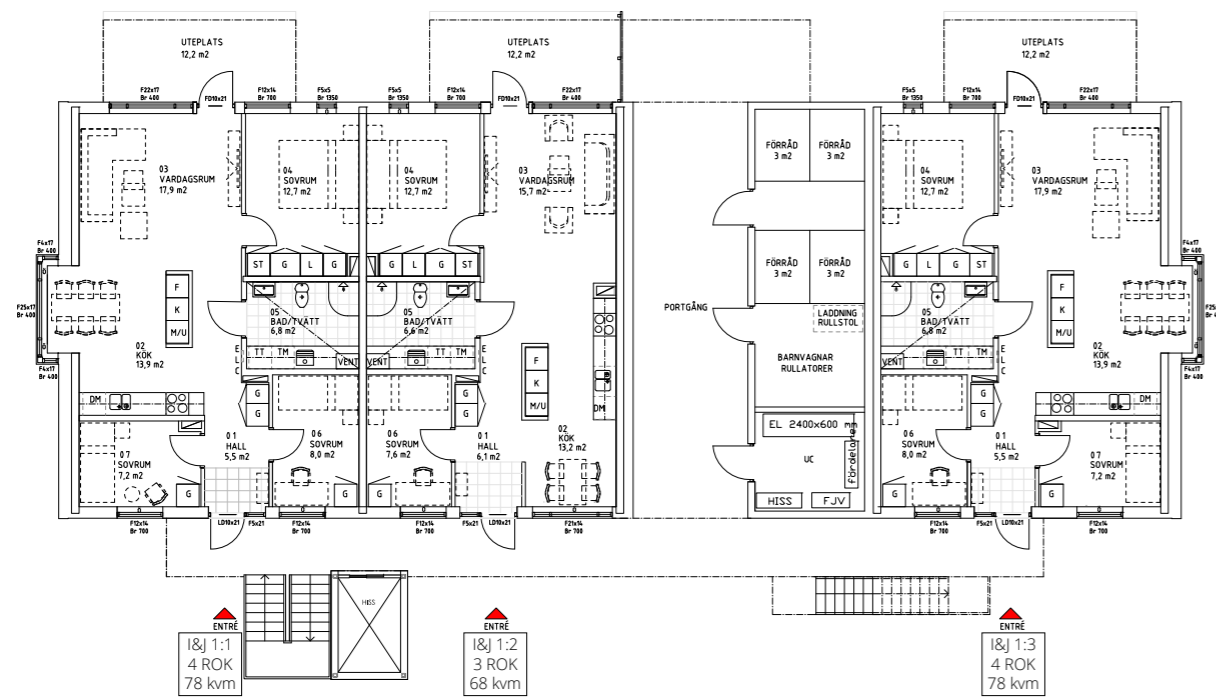 UTEPLATS
12,2 m2
UTEPLATS
12,2 m2
UTEPLATS
12,2 m2
F22x17
Br 400
FD10x21
F12x14
Br 700
F5x5
Br 1350
F5x5
Br 1350
F12x14
Br 700
FD10x21
F22x17
Br 400
F5x5
Br 1350
F12x14
Br 700
FD10x21
F22x17
Br 400
03
VARDAGSRUM
17,9 m2
04
SOVRUM
12,7 m2
04
SOVRUM
12,7 m2
03
VARDAGSRUM
15,7 m2
FÖRRÅD
3 m2
FÖRRÅD
3 m2
04
SOVRUM
12,7 m2
03
VARDAGSRUM
17,9 m2
F4x17
Br 400
F25x17
Br 400
F4x17
Br 400
ST
G
L
G
G
L
G
ST
FÖRRÅD
3 m2
FÖRRÅD
3 m2
G
L
G
ST
F4x17
Br 400
F4x17
Br 400
F
K
M/U
05
BAD/TVÄTT
6,8 m2
05
BAD/TVÄTT
6,6 m2
PORTGÅNG
LADDNING
RULLSTOL
05
BAD/TVÄTT
6,8 m2
F
K
M/U
02
KÖK
13,9 m2
TT
TM
VENT
VENT
TT
TM
ELC
ELC
F
K
M/U
BARNVAGNAR
RULLATORER
VENT
TT
TM
ELC
02
KÖK
13,9 m2
DM
G
G
G
G
DM
G
G
DM
07
SOVRUM
7,2 m2
01
HALL
5,5 m2
06
SOVRUM
8,0 m2
06
SOVRUM
7,6 m2
01
HALL
6,1 m2
02
KÖK
13,2 m2
EL 2400x600 mm
UC
fördelare
HISS
FJV
06
SOVRUM
8,0 m2
01
HALL
5,5 m2
07
SOVRUM
7,2 m2
G
G
G
G
G
F12x14
Br 700
LD10x21
F5x21
F12x14
Br 700
F12x14
Br 700
F5x21
LD10x21
F21x14
Br 700
F12x14
Br 700
F5x21
LD10x21
F12x14
Br 700
HISS
ENTRÉ
I&J 1:1
4 ROK
78 kvm
ENTRÉ
I&J 1:2
3 ROK
68 kvm
ENTRÉ
I&J 1:3
4 ROK
78 kvm